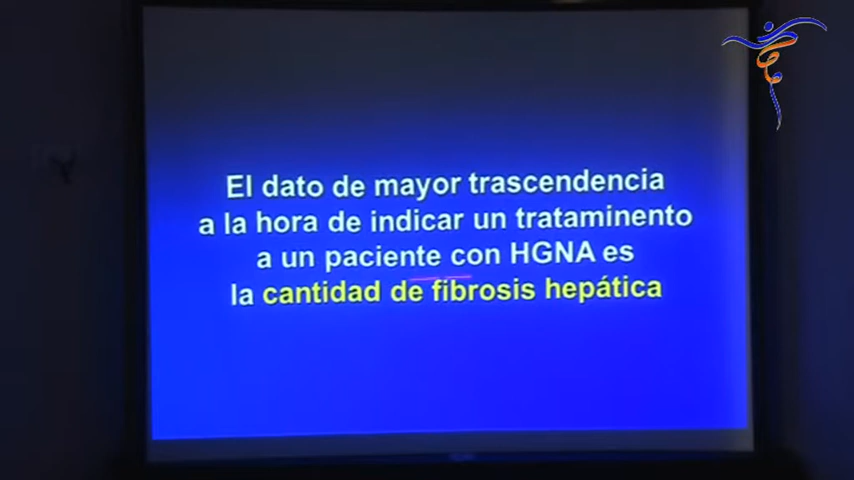 El dato de mayor trascendencia
a la hora de indicar un trataminento
a un paciente con HGNA es
la cantidad de fibrosis hepática